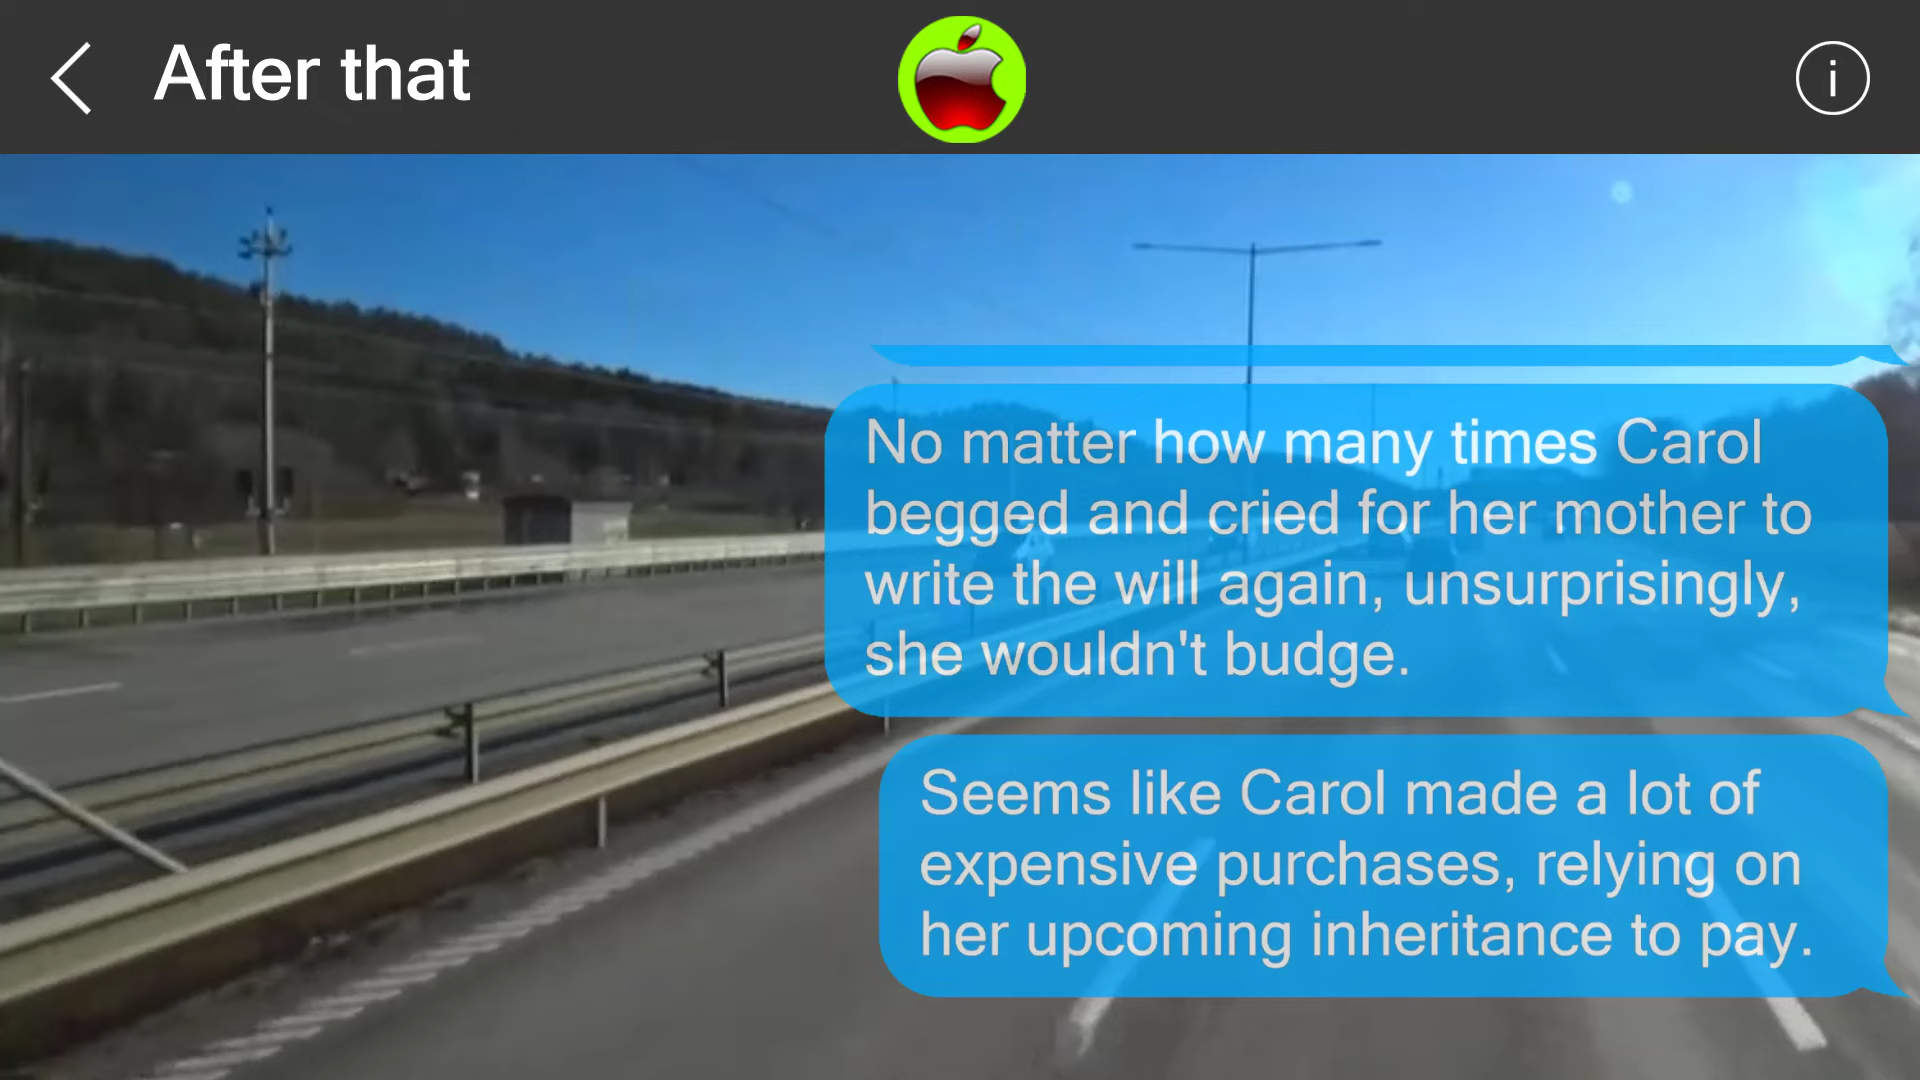 After that
i
No matter how many times Carol
begged and cried for her mother to
write the will again, unsurprisingly,
she wouldn't budge.
Seems like Carol made a lot of
expensive purchases, relying on
her upcoming inheritance to pay.